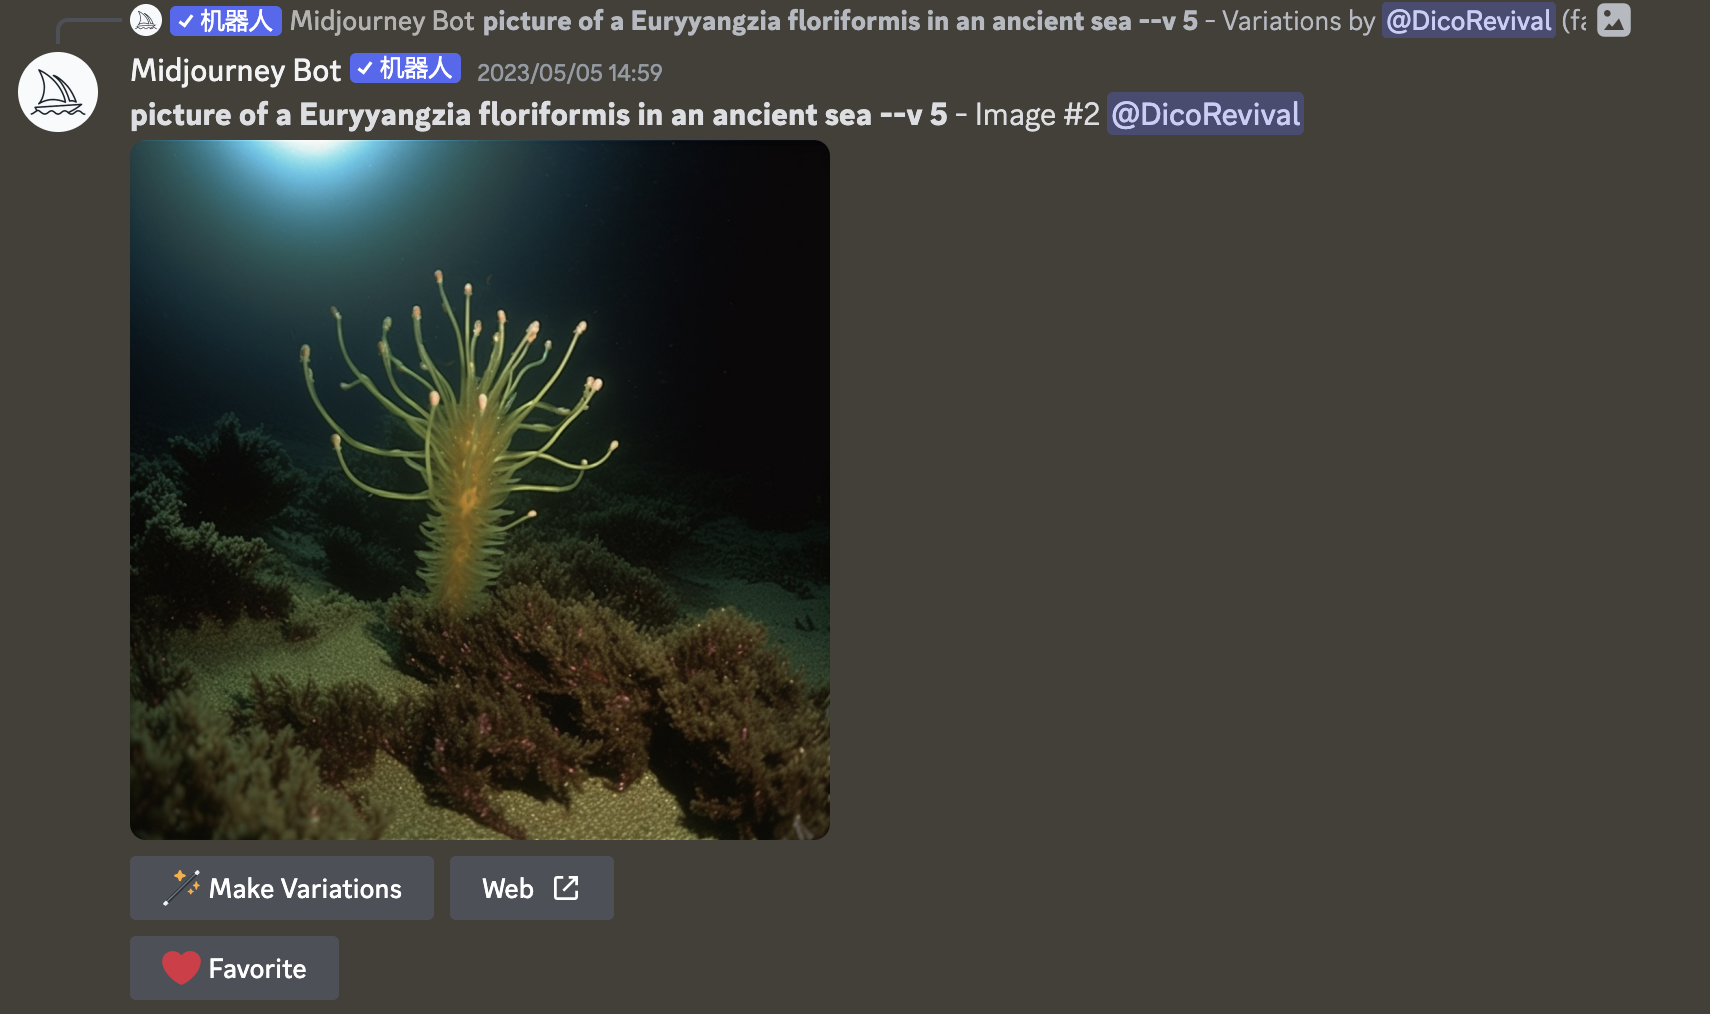 机器人 Midjourney Bot picture of a Euryyangzia floriformis in an ancient sea --v 5 - Variations by @DicoRevival (fa
Midjourney Bot 机器人 2023/05/05 14:59
picture of a Euryyangzia floriformis in an ancient sea --v 5 - Image #2 @DicoRevival
Make Variations Web
Favorite